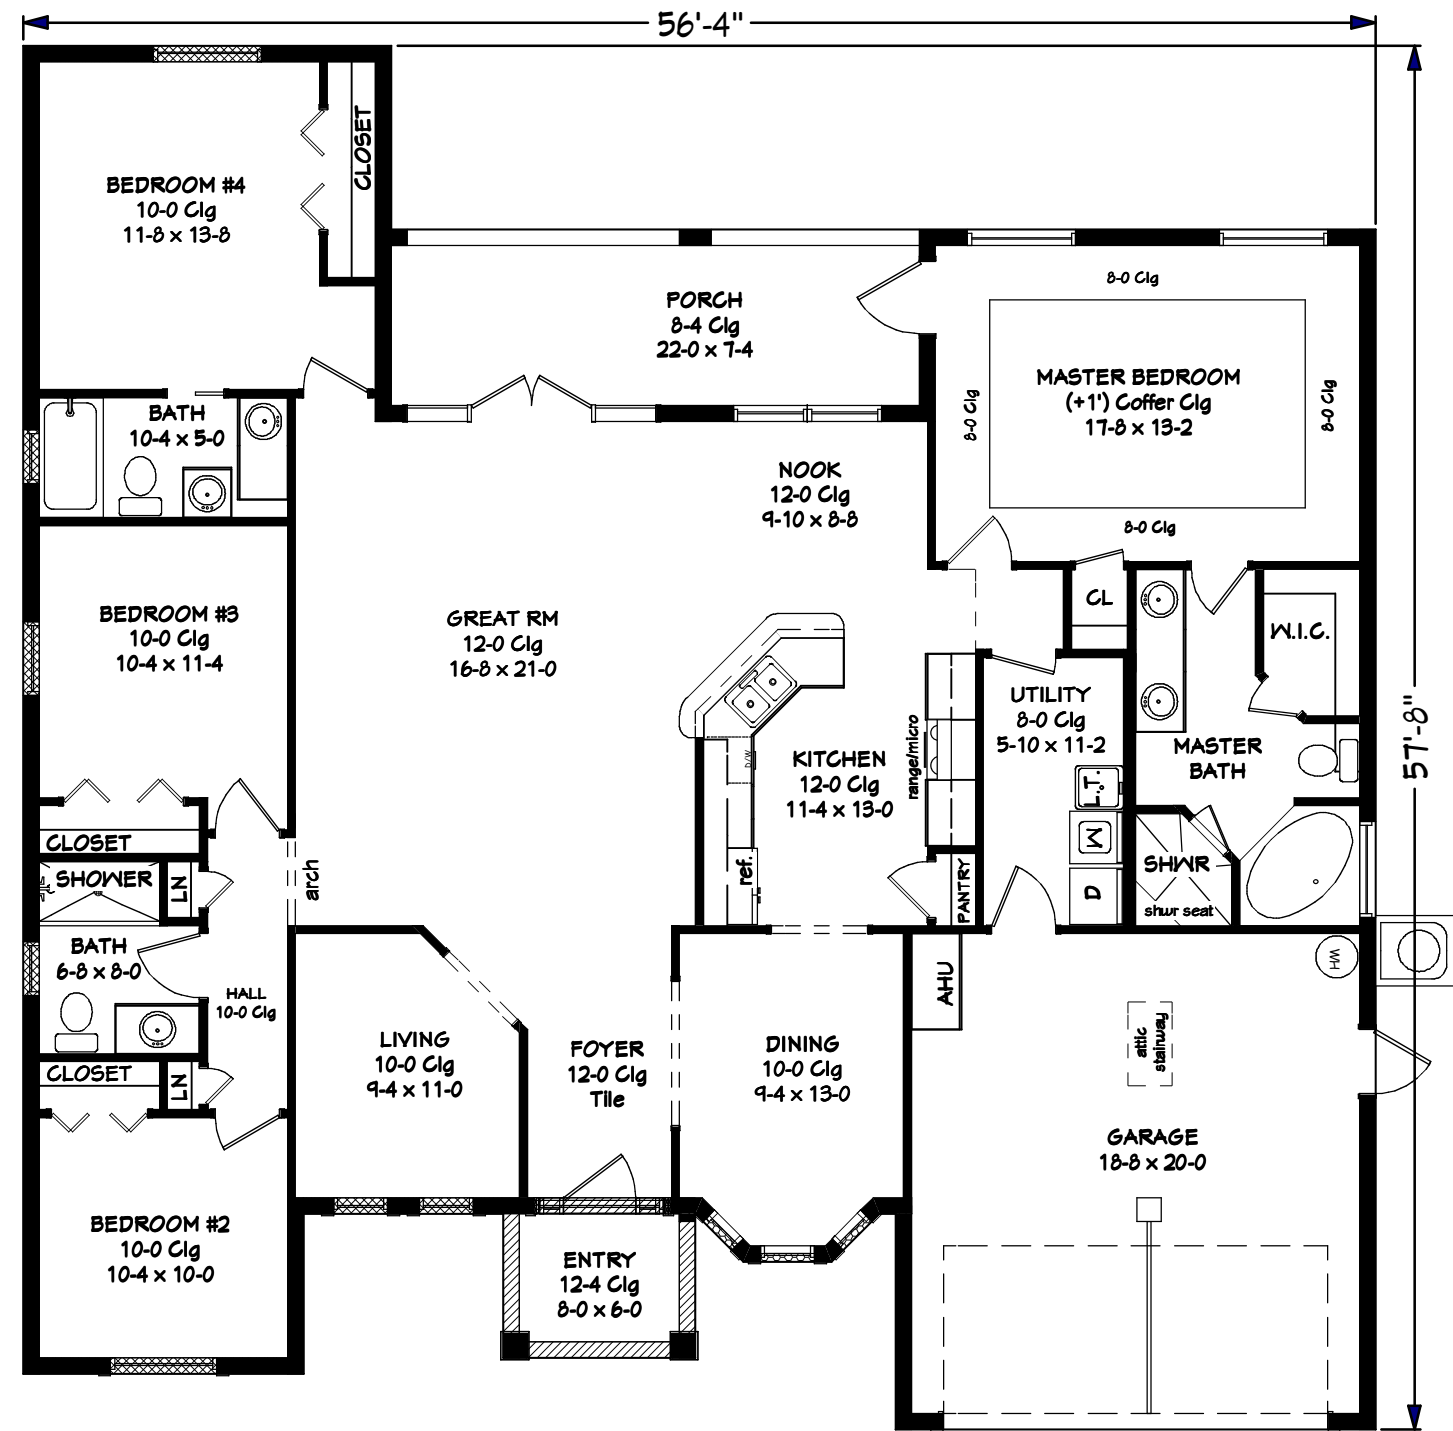 56'-4"
BEDROOM #4
10-0 Clg
11-8 x 13-8
CLOSET
PORCH
8-4 Clg
22-0 x 7-4
8-0 Clg
MASTER BEDROOM
(+1') Coffer Clg
17-8 x 13-2
8-0 Clg
8-0 Clg
8-0 Clg
BATH
10-4 x 5-0
NOOK
12-0 Clg
9-10 x 8-8
BEDROOM #3
10-0 Clg
10-4 x 11-4
GREAT RM
12-0 Clg
16-8 x 21-0
CL
W.I.C.
UTILITY
8-0 Clg
5-10 x 11-2
MASTER
BATH
57'-8"
KITCHEN
12-0 Clg
11-4 x 13-0
range/micro
D/W
L.T.
M
D
CLOSET
SHOWER
LN
arch
ref.
PANTRY
SHWR
shwr seat
BATH
6-8 x 8-0
HALL
10-0 Clg
AHU
WH
LIVING
10-0 Clg
9-4 x 11-0
FOYER
12-0 Clg
Tile
DINING
10-0 Clg
9-4 x 13-0
attic
stairway
CLOSET
LN
GARAGE
18-8 x 20-0
BEDROOM #2
10-0 Clg
10-4 x 10-0
ENTRY
12-4 Clg
8-0 x 6-0